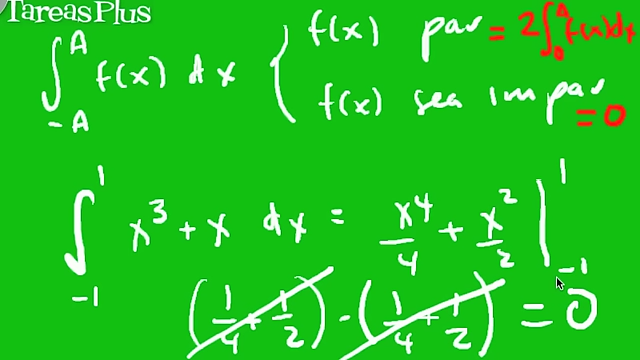 TareasPlus
∫_{-A}^{A} f(x) dx { f(x) par = 2∫_0^A f(x)dx
f(x) sea impar = 0
∫_{-1}^{1} x³ + x dx = x⁴/4 + x²/2 |_{-1}^{1}
(1/4 + 1/2) - (1/4 + 1/2) = 0